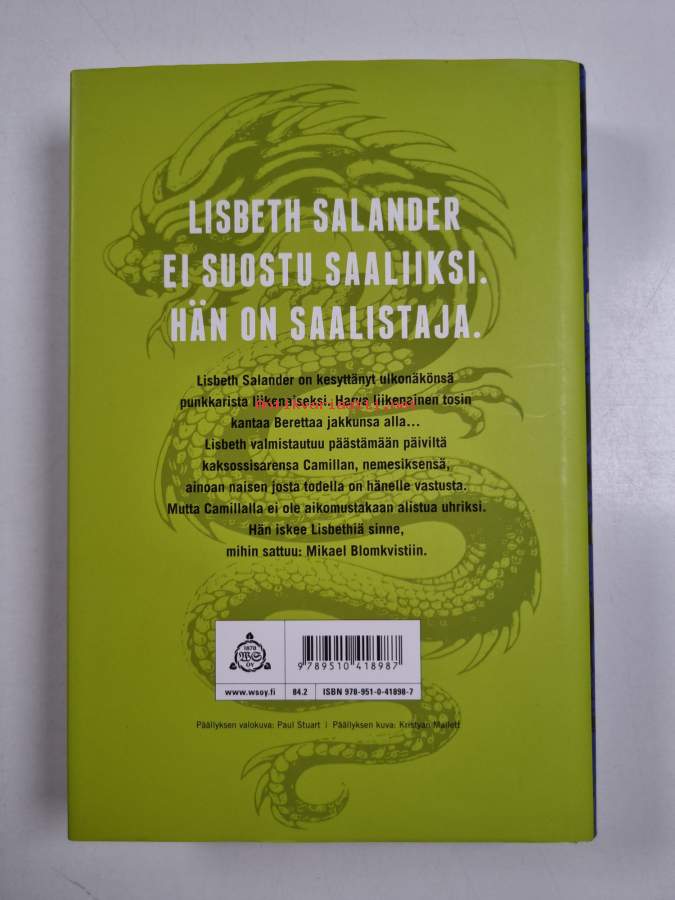 LISBETH SALANDER
EI SUOSTU SAALIIKSI.
HÄN ON SAALISTAJA.
Lisbeth Salander on kesyttänyt ulkonäkönsä
punkkarista liikenaiseksi. Harva liikenainen tosin
kantaa Berettaa jakkunsa alla...
Lisbeth valmistautuu päästämään päiviltä
kaksossisarensa Camillan, nemesiksensä,
ainoan naisen josta todella on hänelle vastusta.
Mutta Camillalla ei ole aikomustakaan alistua uhriksi.
Hän iskee Lisbethiä sinne,
mihin sattuu: Mikael Blomkvistiin.
1878
WS
OY
9 789510 418987
www.wsoy.fi
84.2
ISBN 978-951-0-41898-7
Päällyksen valokuva: Paul Stuart | Päällyksen kuva: Kristyan Mallett